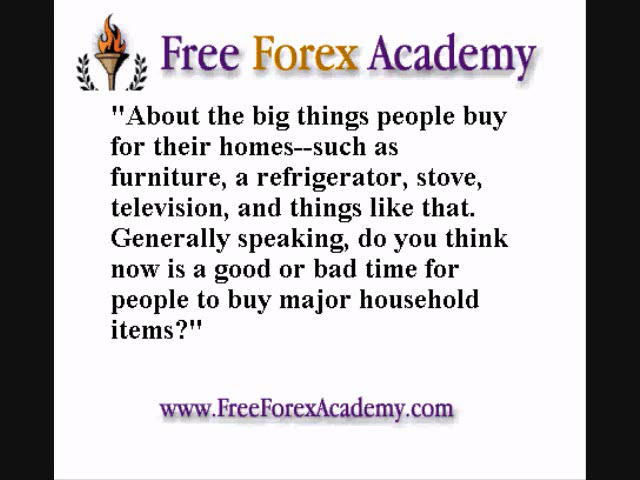 Free Forex Academy
"About the big things people buy
for their homes--such as
furniture, a refrigerator, stove,
television, and things like that.
Generally speaking, do you think
now is a good or bad time for
people to buy major household
items?"
www.FreeForexAcademy.com